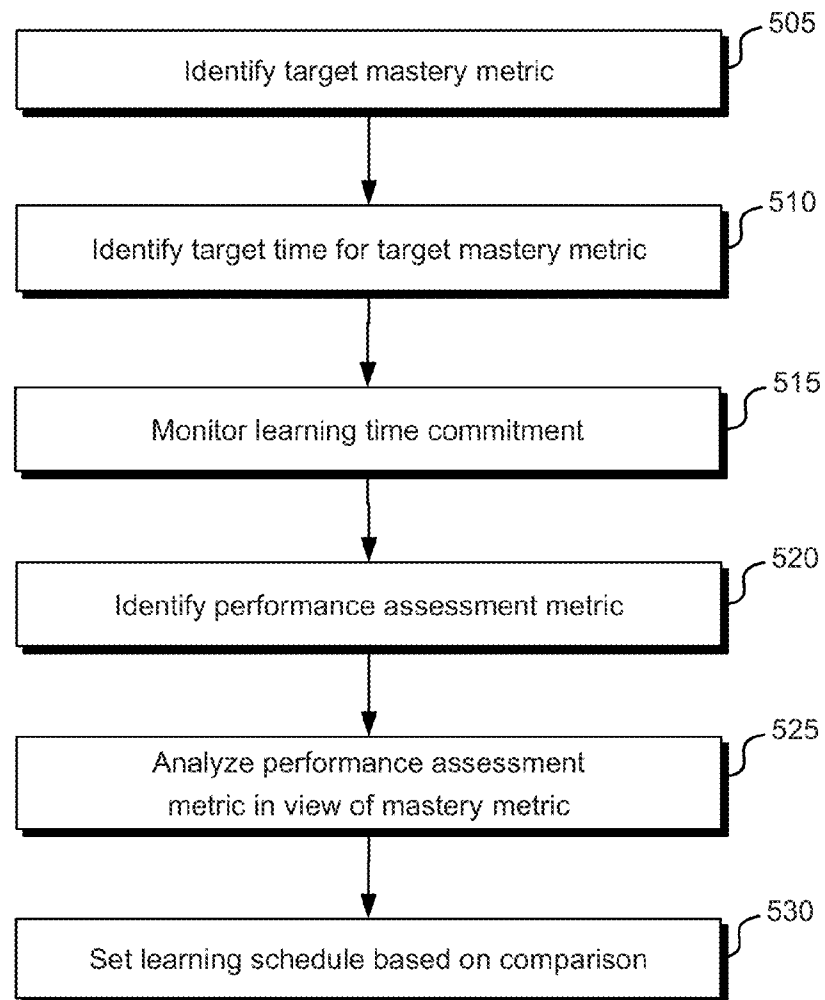 505
Identify target mastery metric
510
Identify target time for target mastery metric
515
Monitor learning time commitment
520
Identify performance assessment metric
525
Analyze performance assessment
metric in view of mastery metric
530
Set learning schedule based on comparison